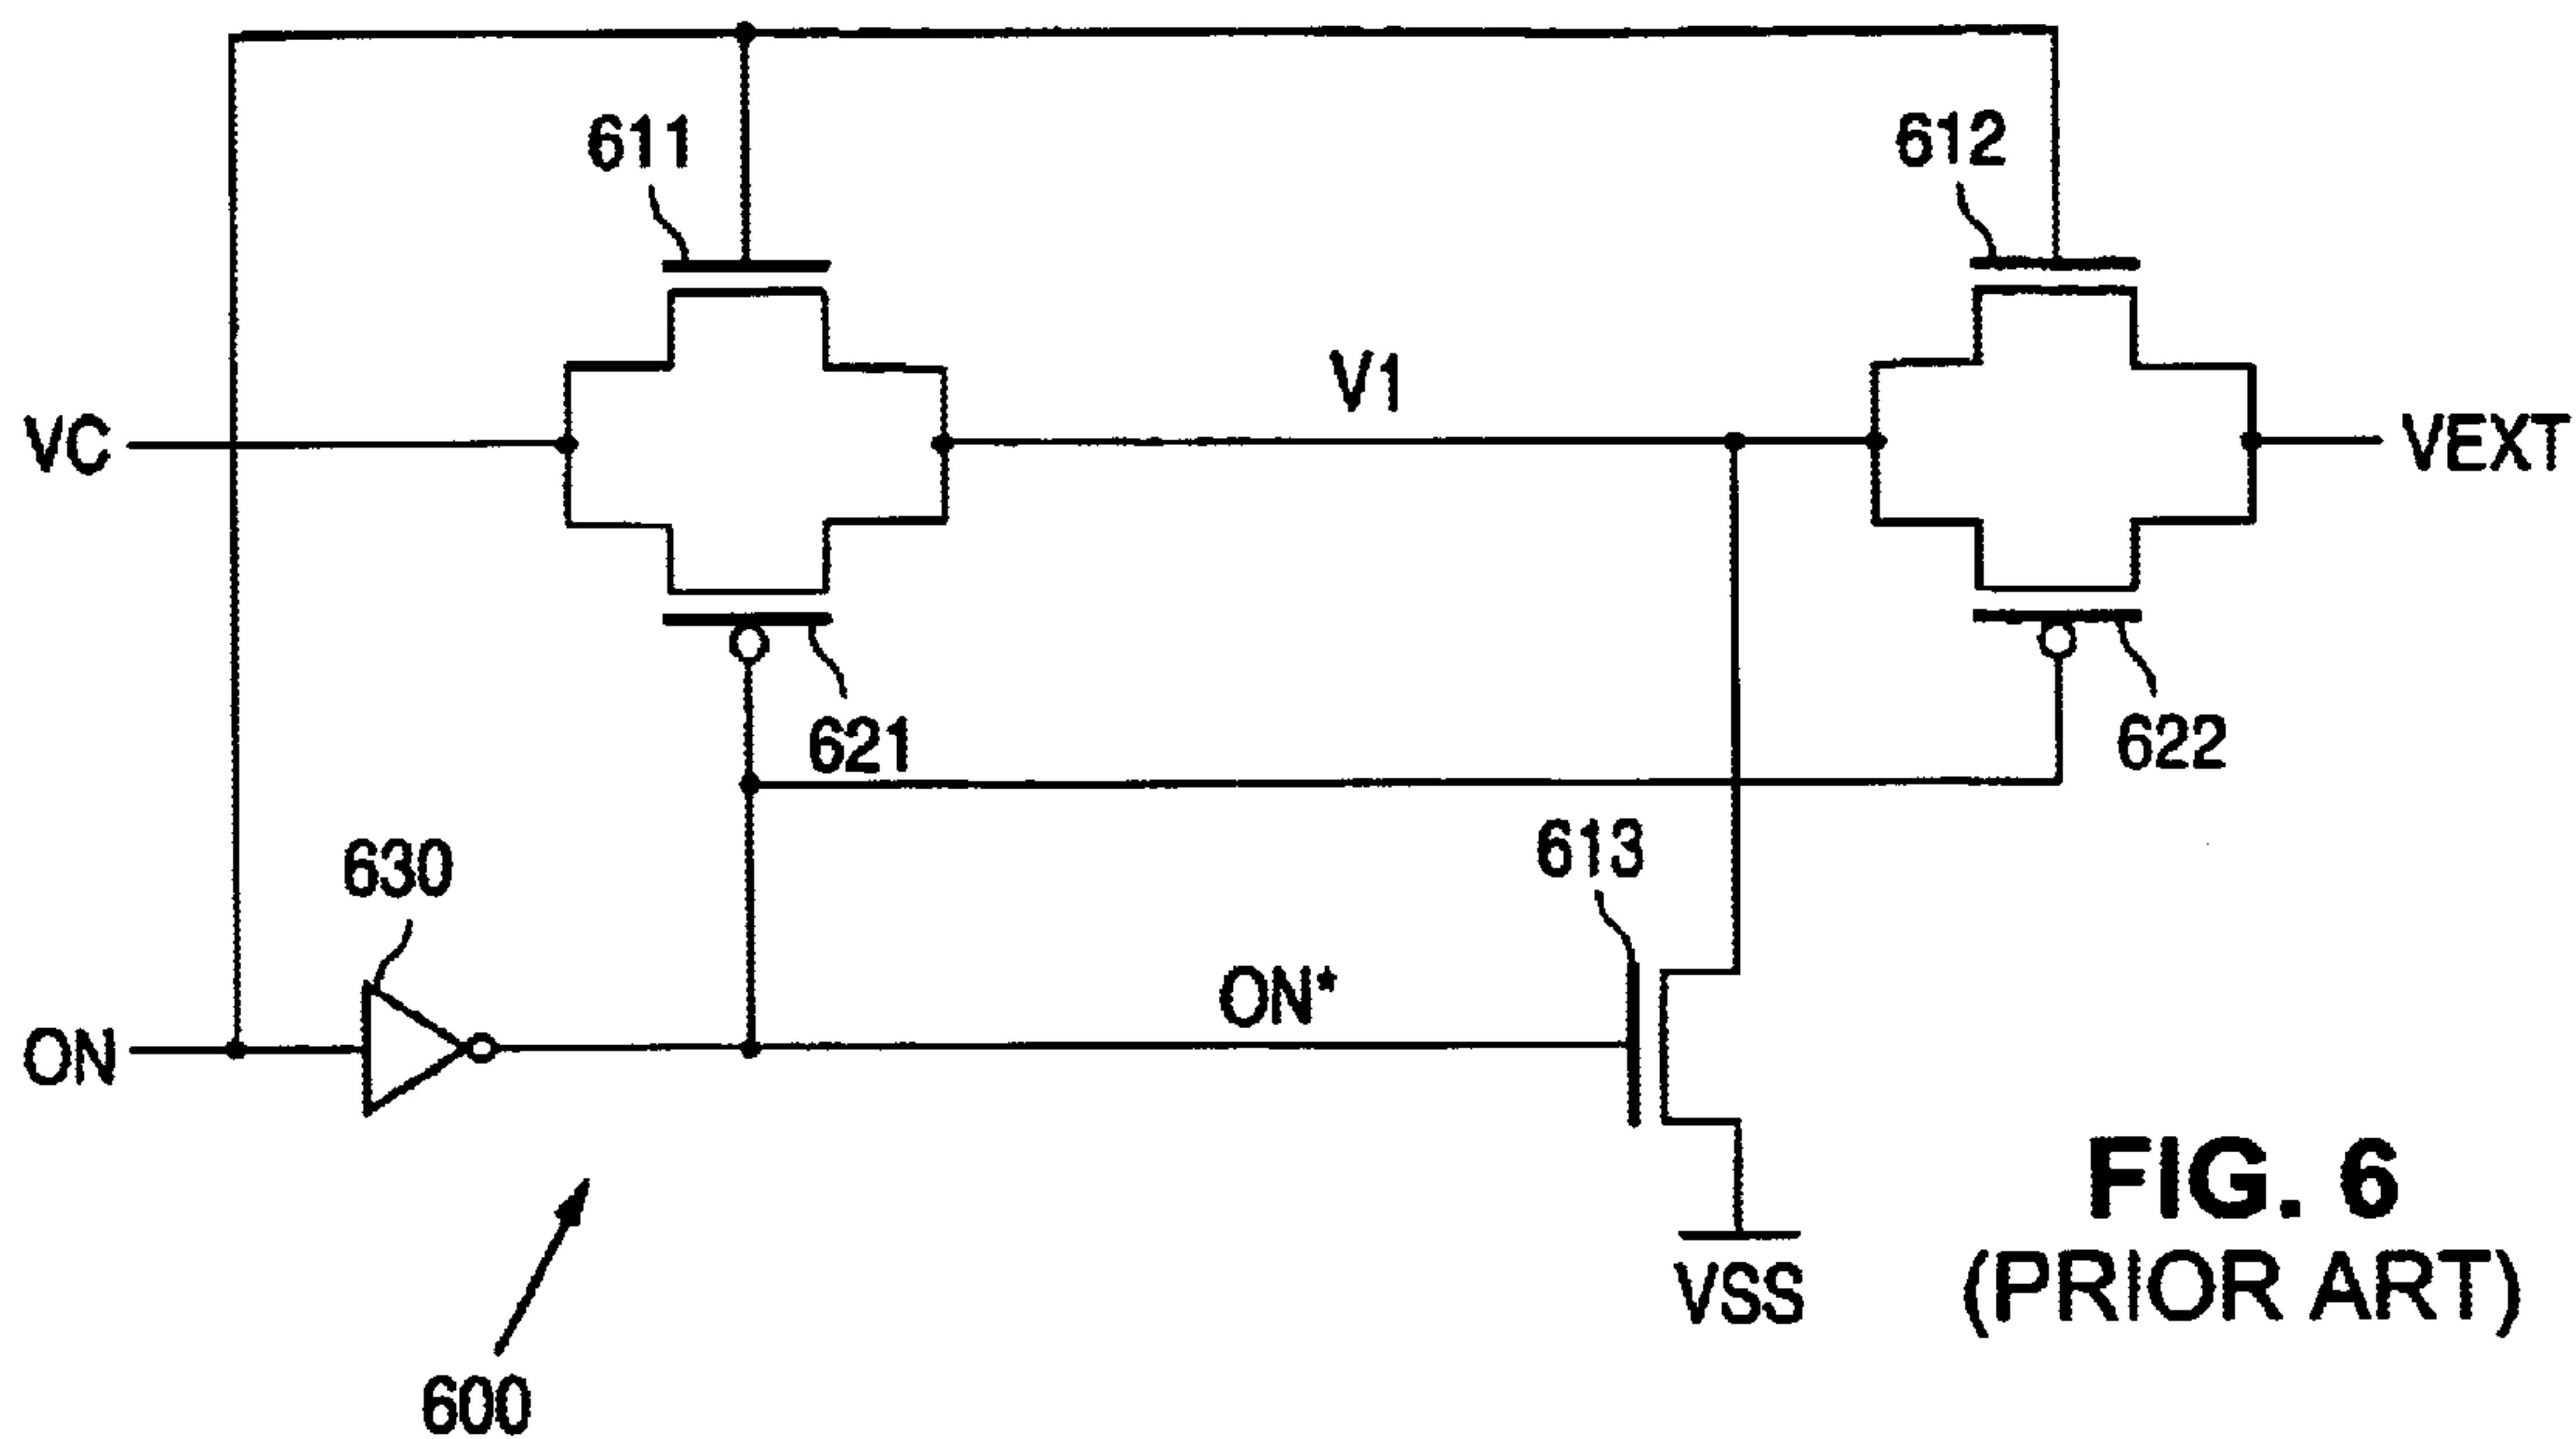 611
612
V1
VC
VEXT
621
622
630
613
ON*
ON
VSS
FIG. 6
(PRIOR ART)
600